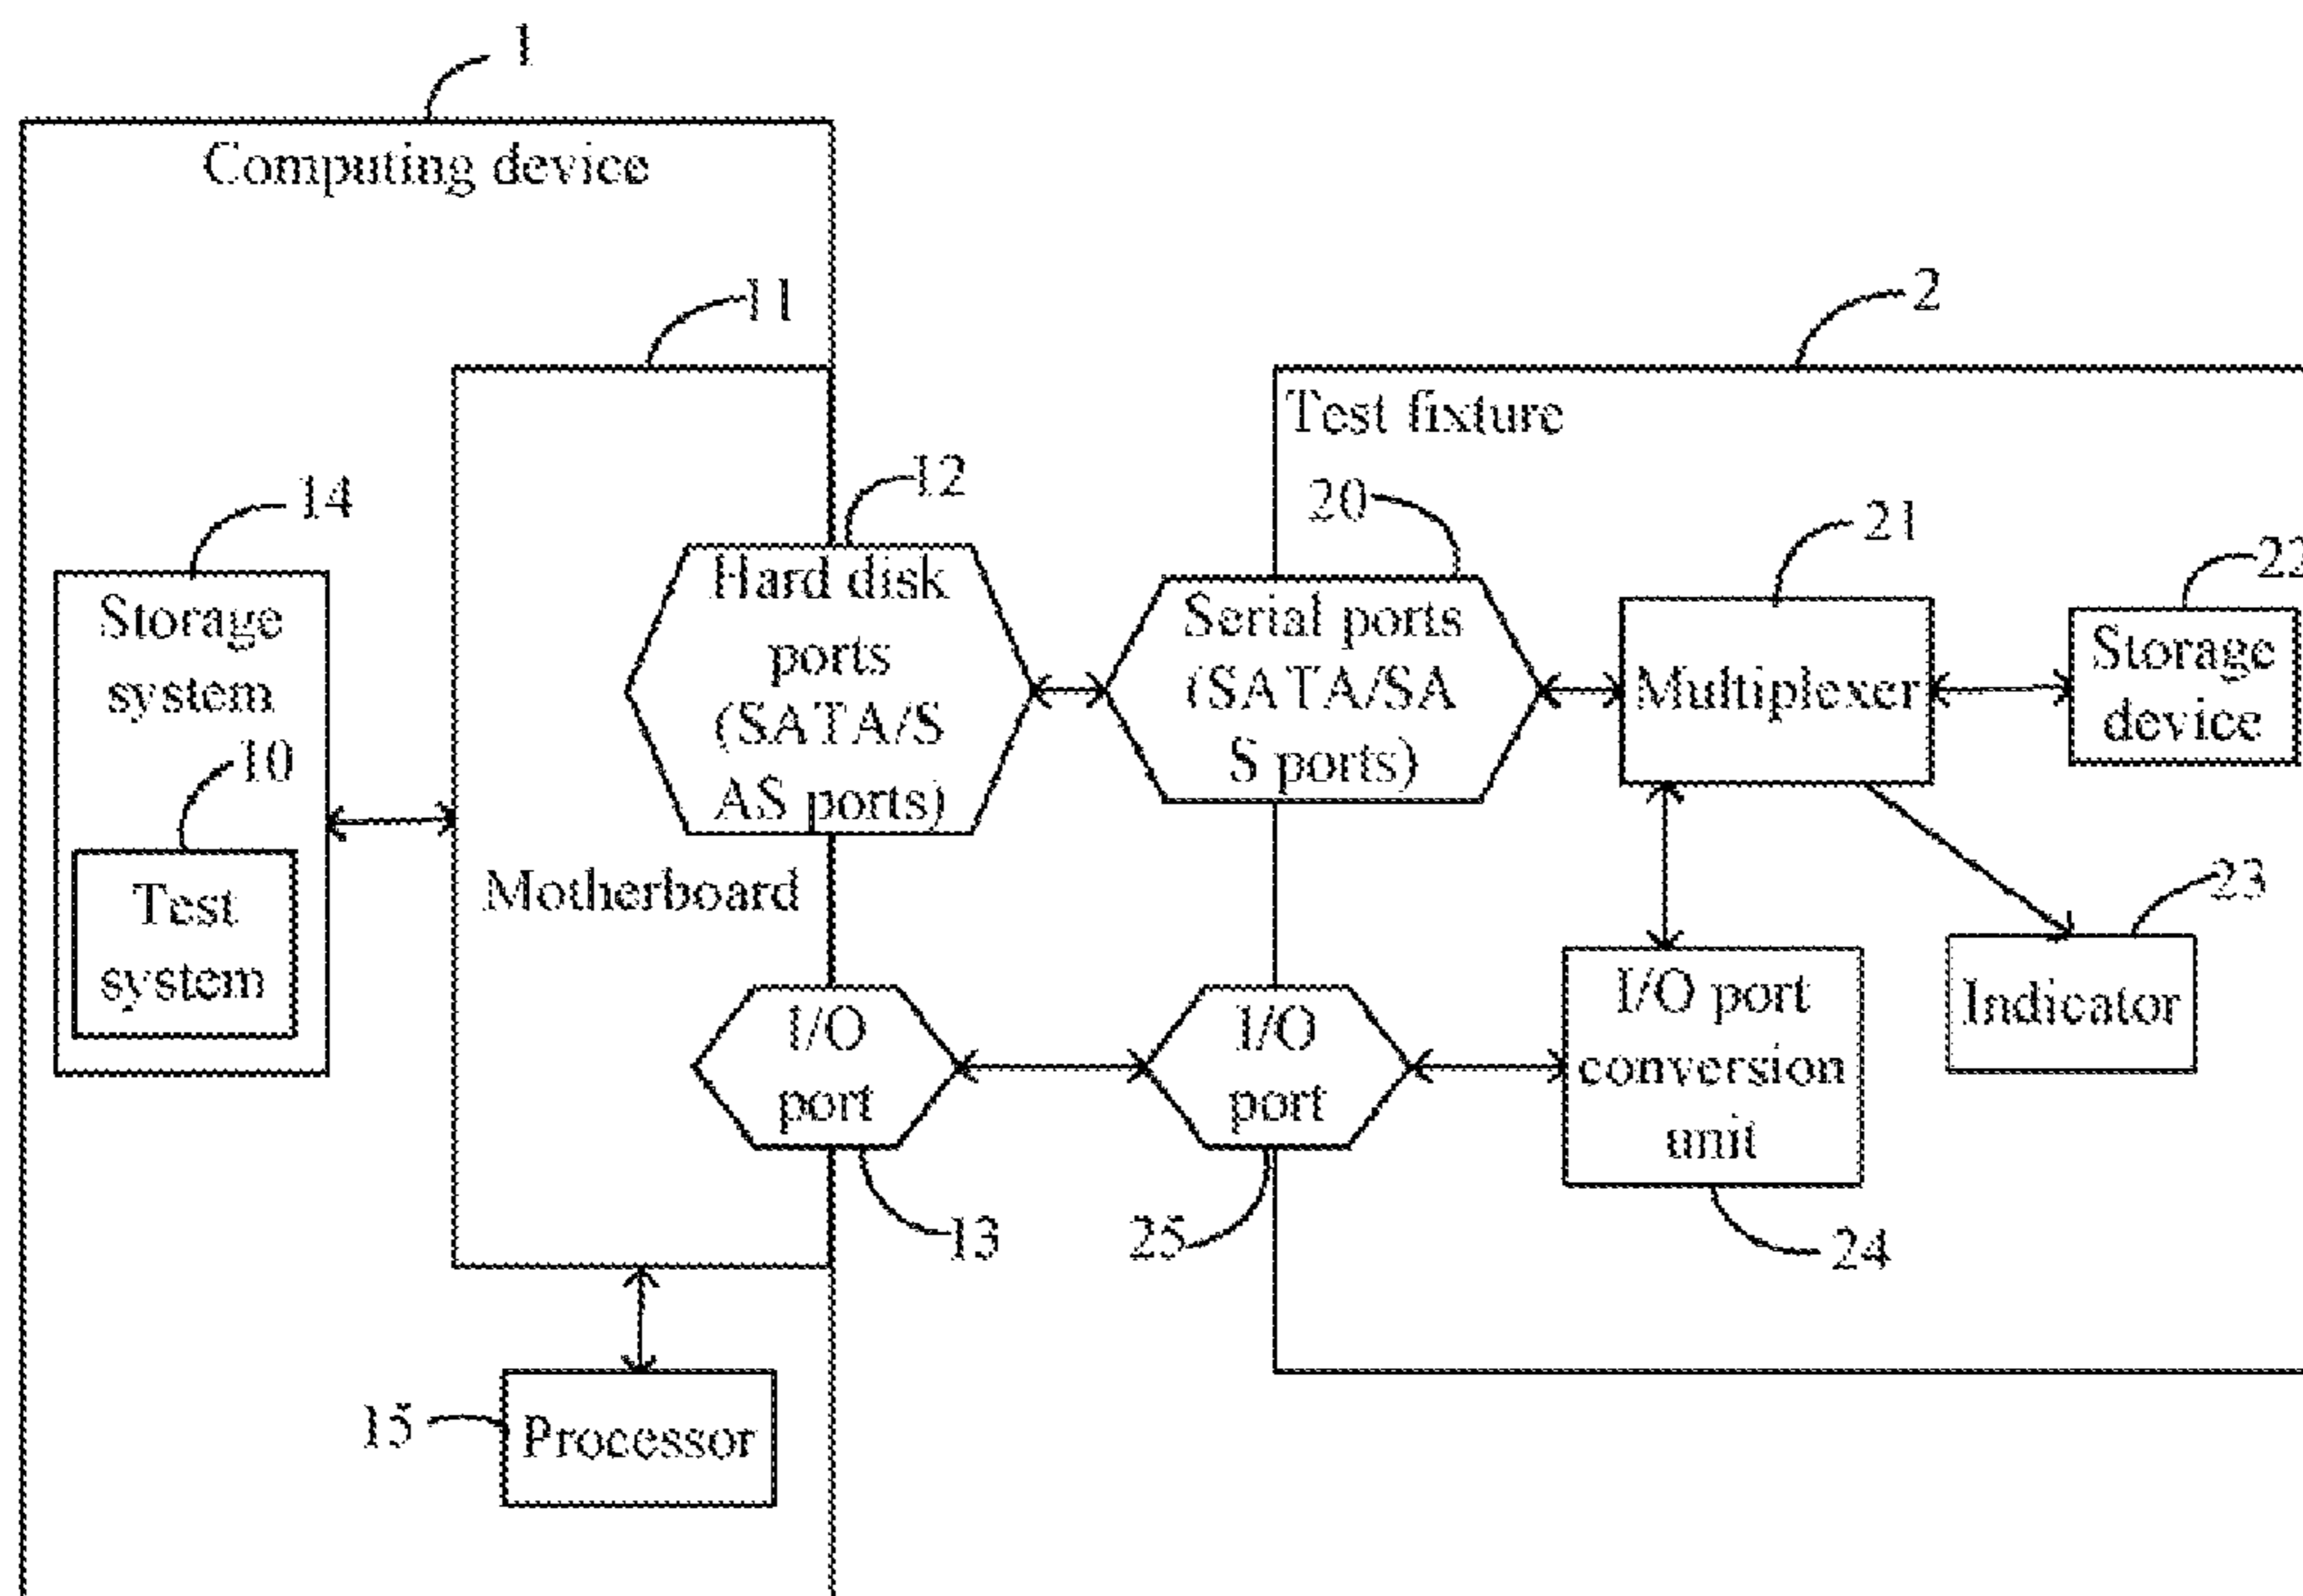 1
Computing device
11
2
Test fixture
12
14
20
21
22
Hard disk
ports
(SATA/S
AS ports)
Serial ports
(SATA/SA
S ports)
Storage
system
Multiplexer
Storage
device
10
Test
system
Motherboard
23
I/O
port
I/O
port
I/O port
conversion
unit
Indicator
13
25
24
15
Processor